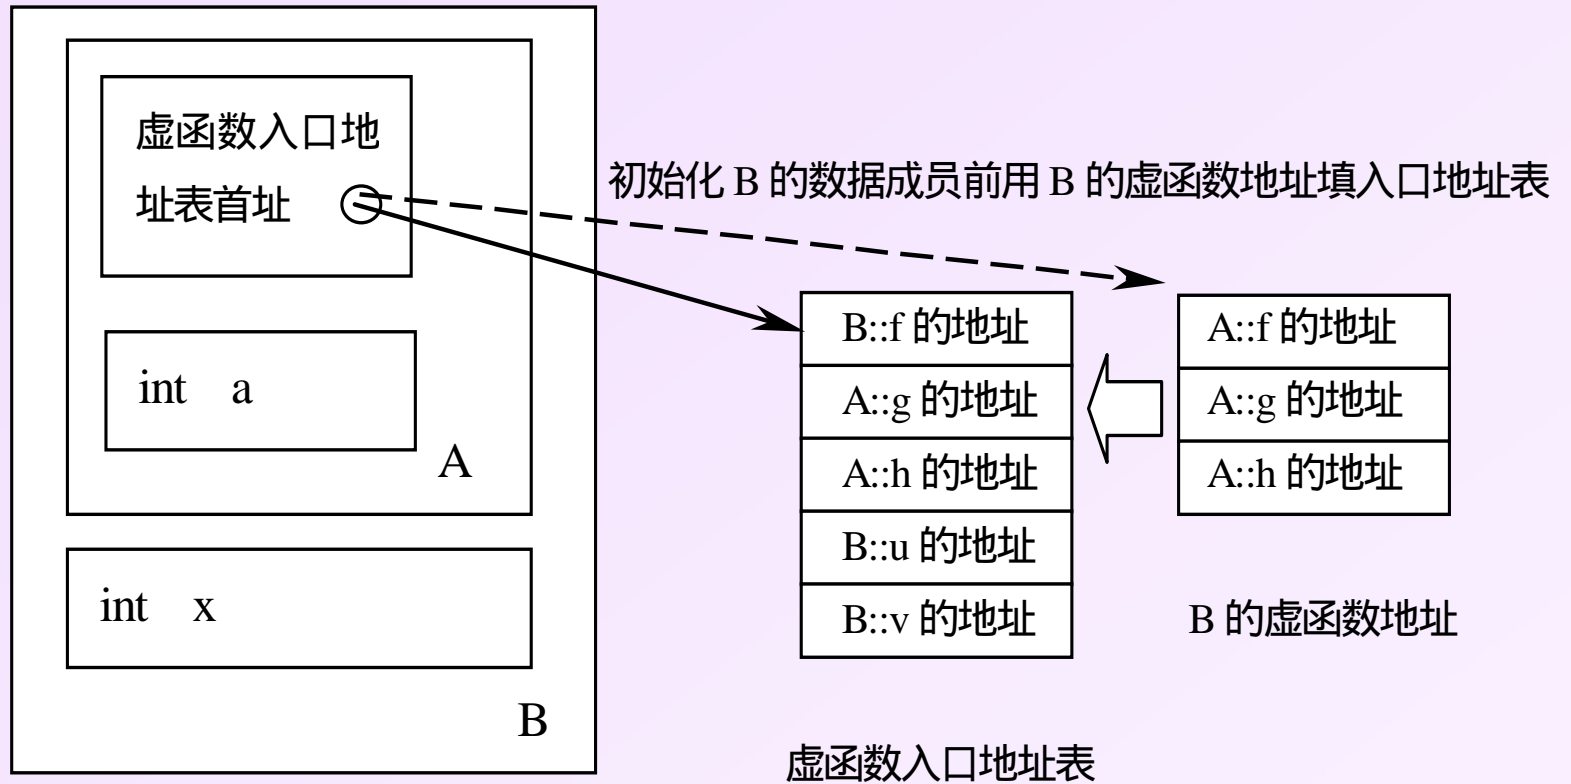 虚函数入口地
址表首址
int a
A
int x
B
初始化 B 的数据成员前用 B 的虚函数地址填入口地址表
B::f 的地址
A::g 的地址
A::h 的地址
B::u 的地址
B::v 的地址
虚函数入口地址表
A::f 的地址
A::g 的地址
A::h 的地址
B 的虚函数地址